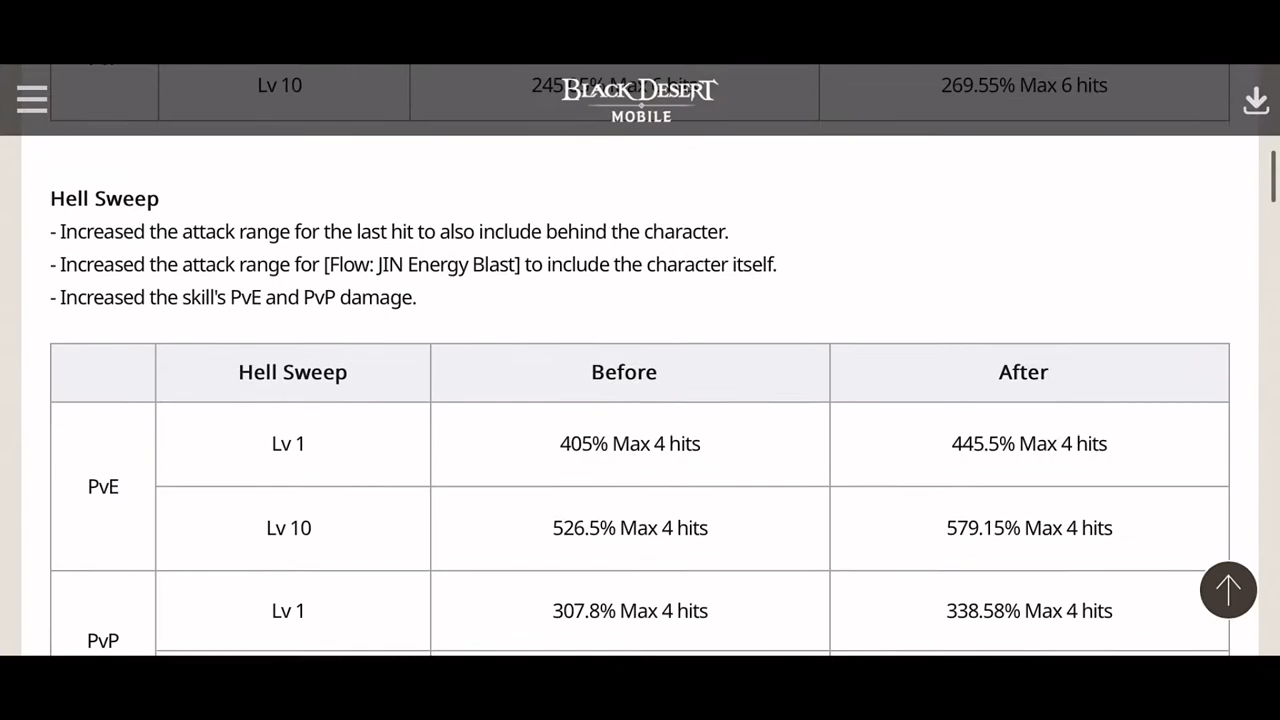 Lv 10
Max 6 hits
269.55% Max 6 hits
BLACK DESERT
MOBILE
Hell Sweep
- Increased the attack range for the last hit to also include behind the character.
- Increased the attack range for [Flow: JIN Energy Blast] to include the character itself.
- Increased the skill's PvE and PvP damage.
Hell Sweep Before After
Lv 1 405% Max 4 hits 445.5% Max 4 hits
PvE
Lv 10 526.5% Max 4 hits 579.15% Max 4 hits
Lv 1 307.8% Max 4 hits 338.58% Max 4 hits
PvP